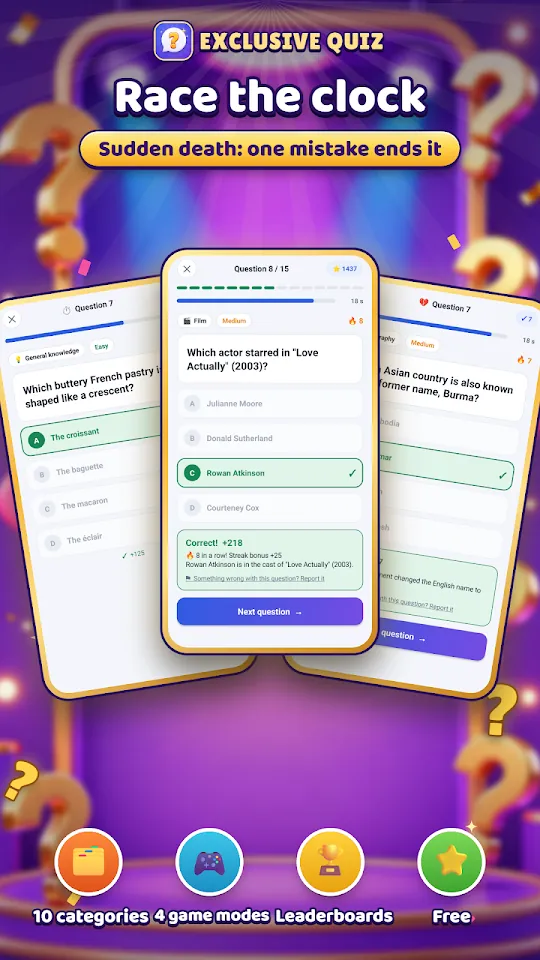 EXCLUSIVE QUIZ
Race the clock
Sudden death: one mistake ends it
Question 7
General knowledge
Easy
Which buttery French pastry
shaped like a crescent?
A The croissant
B The baguette
C The macaron
D The éclair
✓ +125
Question 8 / 15
1437
18 s
Film
Medium
8
Which actor starred in "Love
Actually" (2003)?
A Julianne Moore
B Donald Sutherland
C Rowan Atkinson ✓
D Courteney Cox
Correct! +218
8 in a row! Streak bonus +25
Rowan Atkinson is in the cast of "Love Actually" (2003).
Something wrong with this question? Report it
Next question →
Question 7
✓ 7
18 s
Medium
7
Asian country is also known
former name, Burma?
✓
changed the English name to
this question? Report it
question →
10 categories
4 game modes
Leaderboards
Free